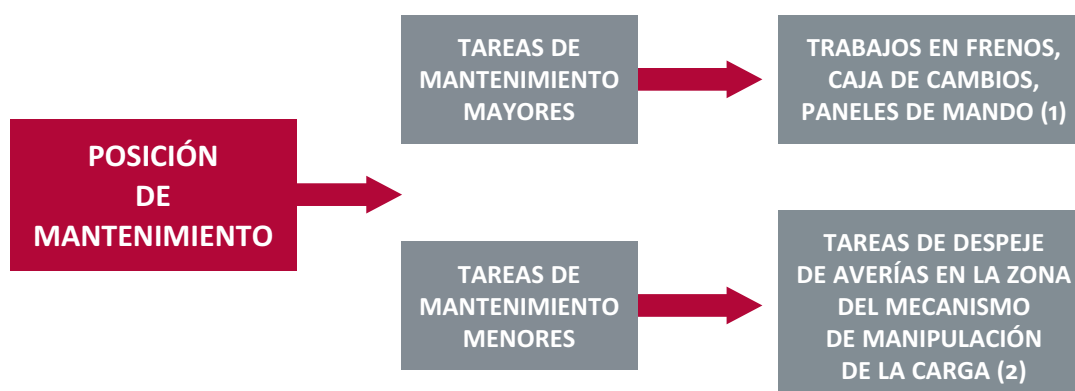 POSICIÓN
DE
MANTENIMIENTO
TAREAS DE
MANTENIMIENTO
MAYORES
TRABAJOS EN FRENOS,
CAJA DE CAMBIOS,
PANELES DE MANDO (1)
TAREAS DE
MANTENIMIENTO
MENORES
TAREAS DE DESPEJE
DE AVERÍAS EN LA ZONA
DEL MECANISMO
DE MANIPULACIÓN
DE LA CARGA (2)